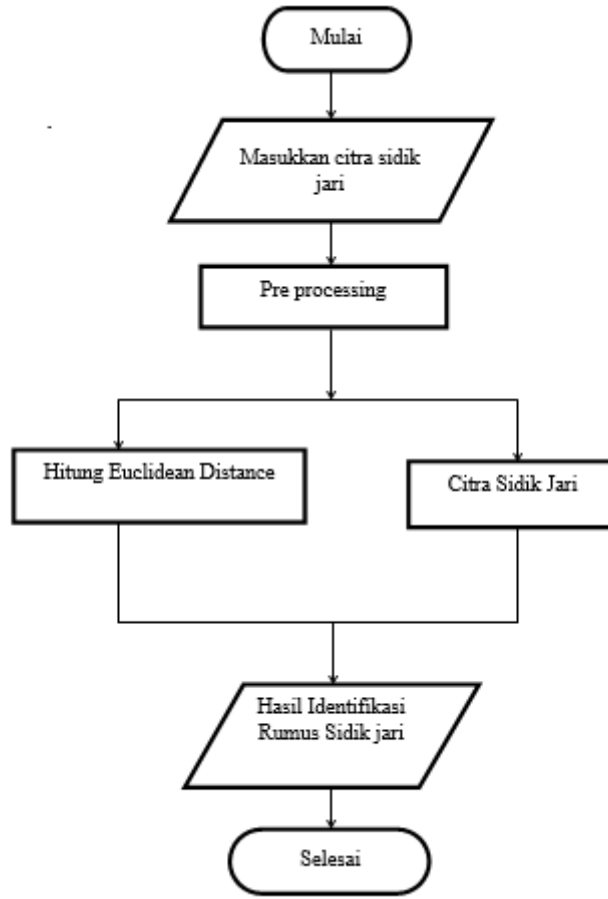 Mulai
Masukkan citra sidik
jari
Pre processing
Hitung Euclidean Distance
Citra Sidik Jari
Hasil Identifikasi
Rumus Sidik jari
Selesai